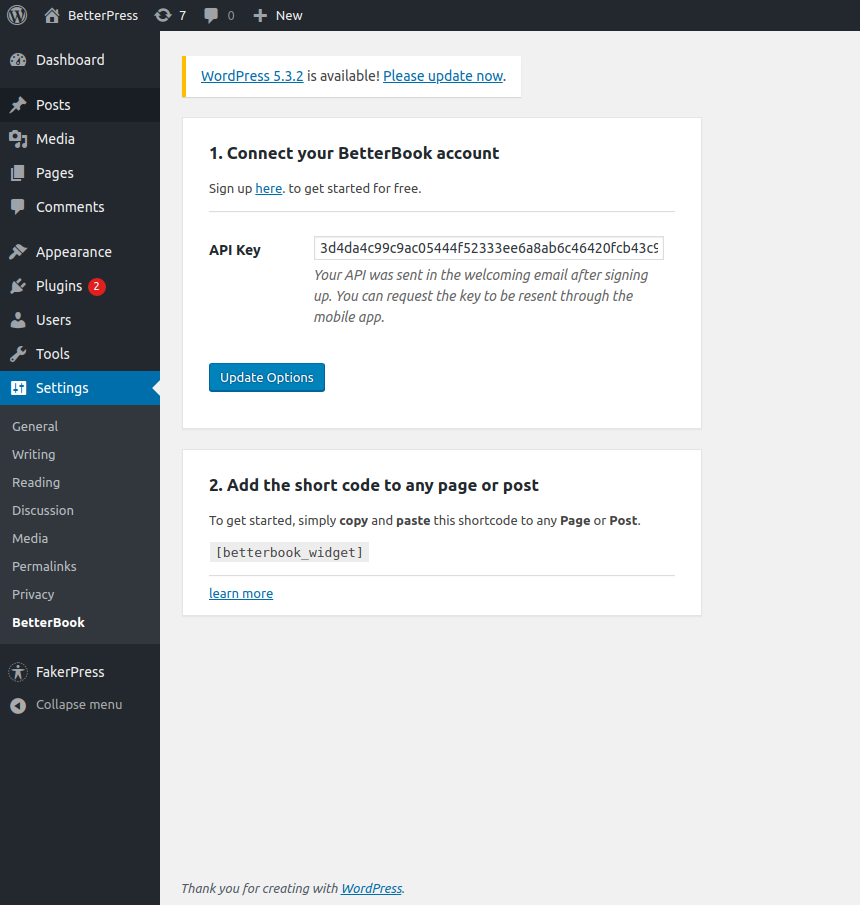 BetterPress 7 0 New
Dashboard
Posts
Media
Pages
Comments
Appearance
Plugins 2
Users
Tools
Settings
General
Writing
Reading
Discussion
Media
Permalinks
Privacy
BetterBook
FakerPress
Collapse menu
WordPress 5.3.2 is available! Please update now.
1. Connect your BetterBook account
Sign up here. to get started for free.
API Key
3d4da4c99c9ac05444f52333ee6a8ab6c46420fcb43c9
Your API was sent in the welcoming email after signing
up. You can request the key to be resent through the
mobile app.
Update Options
2. Add the short code to any page or post
To get started, simply copy and paste this shortcode to any Page or Post.
[betterbook_widget]
learn more
Thank you for creating with WordPress.